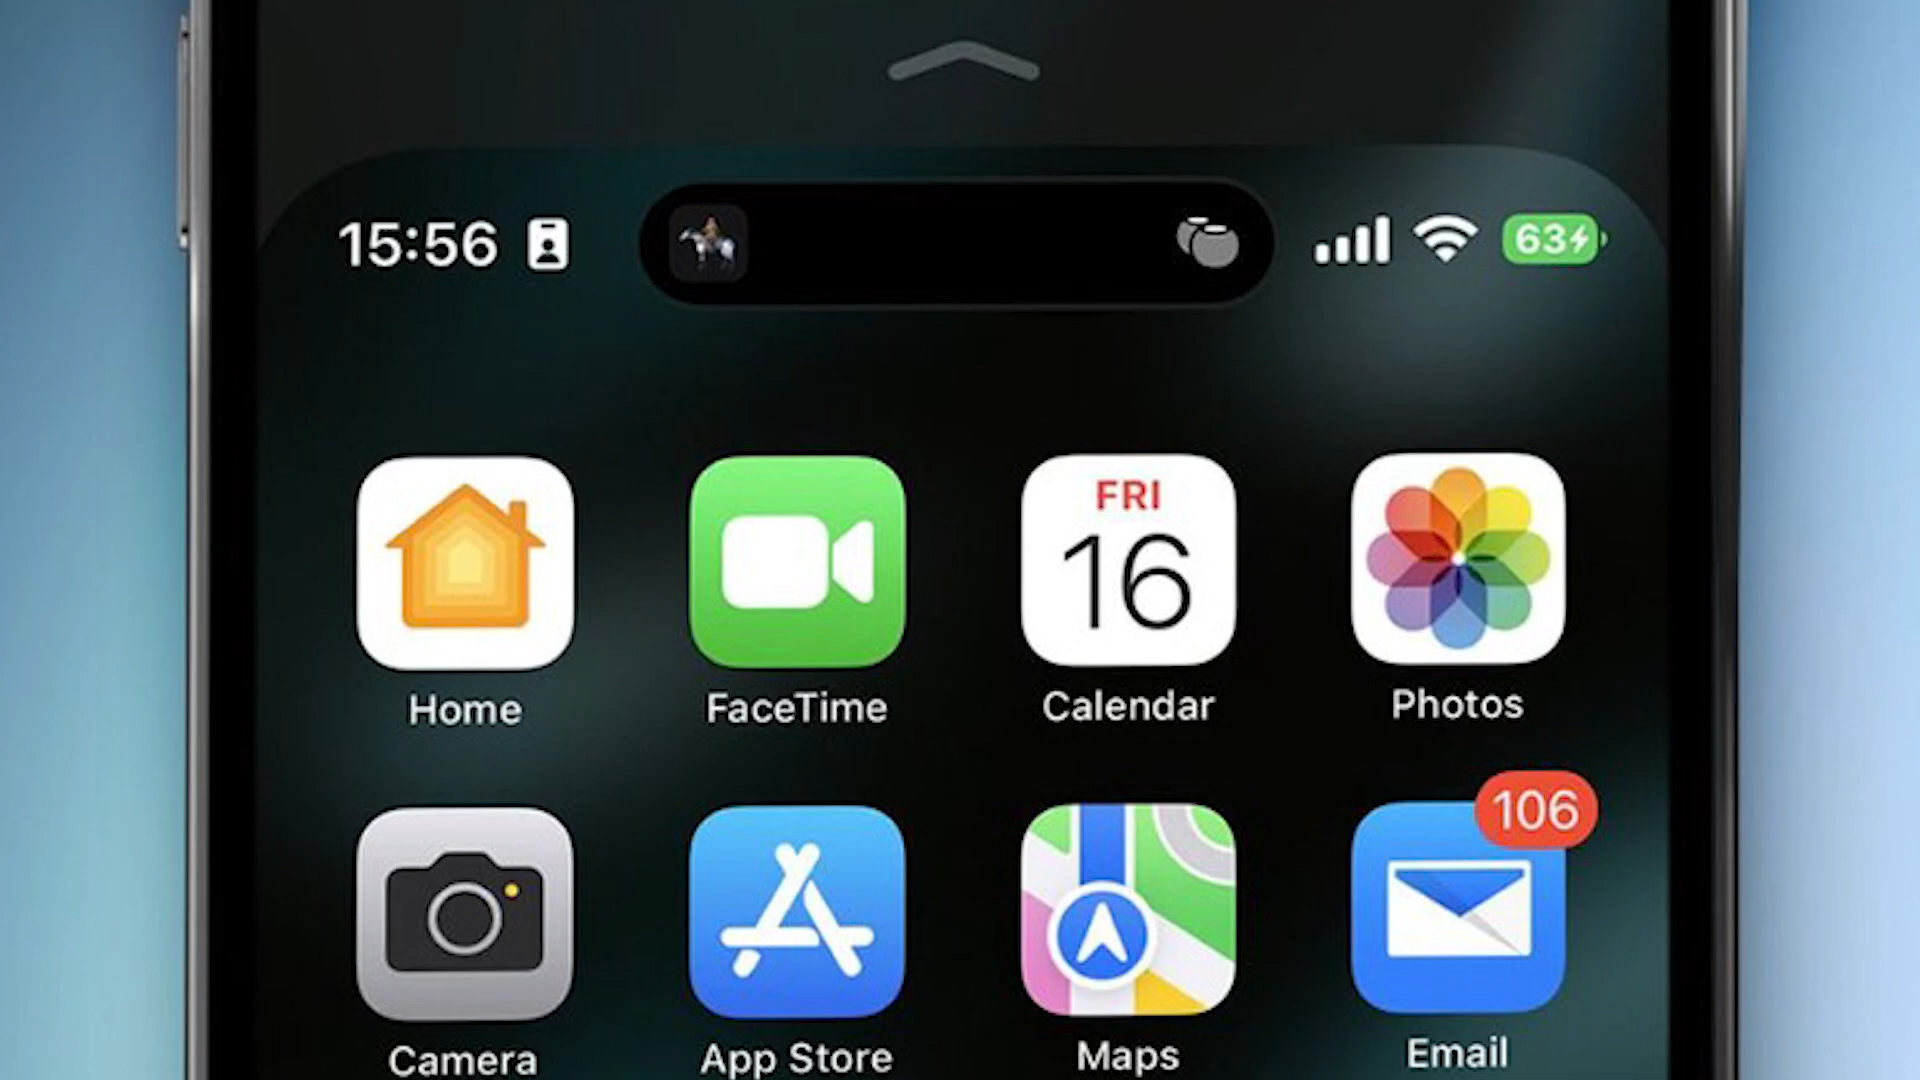 15:56
63
FRI
16
Home
FaceTime
Calendar
Photos
106
Camera
App Store
Maps
Email